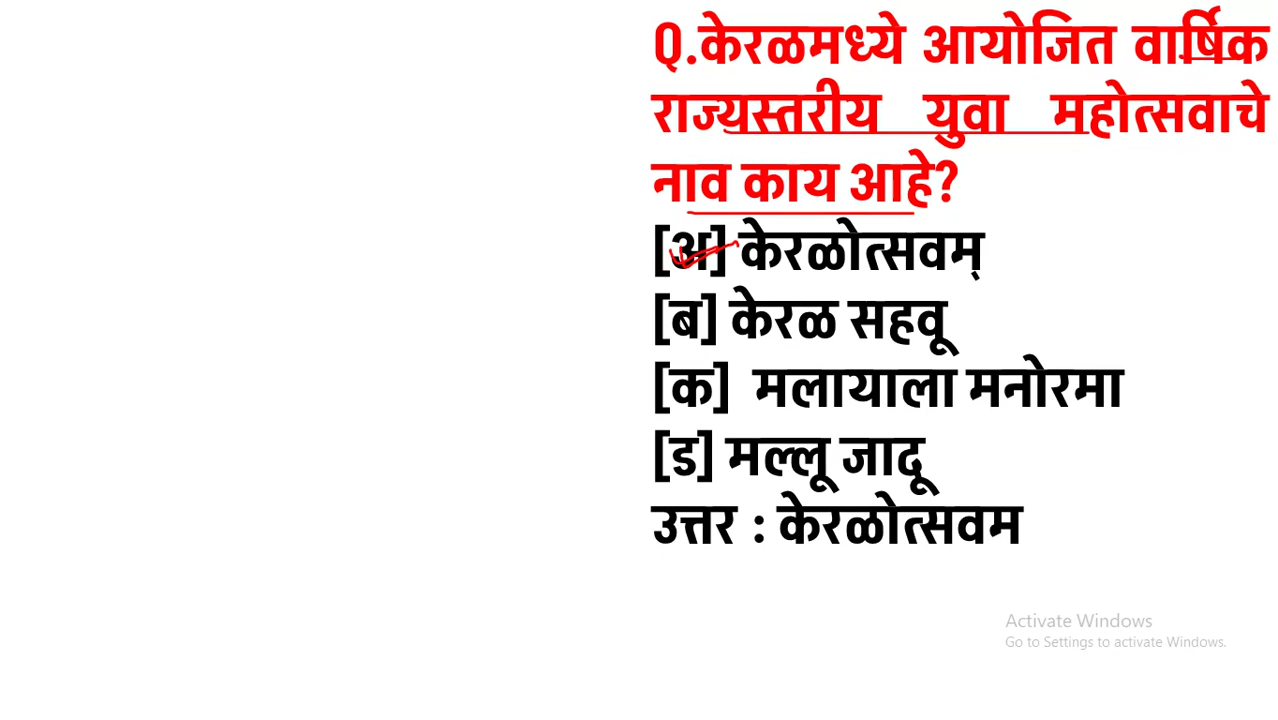 Q.केरळमध्ये आयोजित वार्षिक
राज्यस्तरीय युवा महोत्सवाचे
नाव काय आहे?
[अ] केरळोत्सवम्
[ब] केरळ सहवू
[क] मलायाला मनोरमा
[ड] मल्लू जादू
उत्तर : केरळोत्सवम
Activate Windows
Go to Settings to activate Windows.